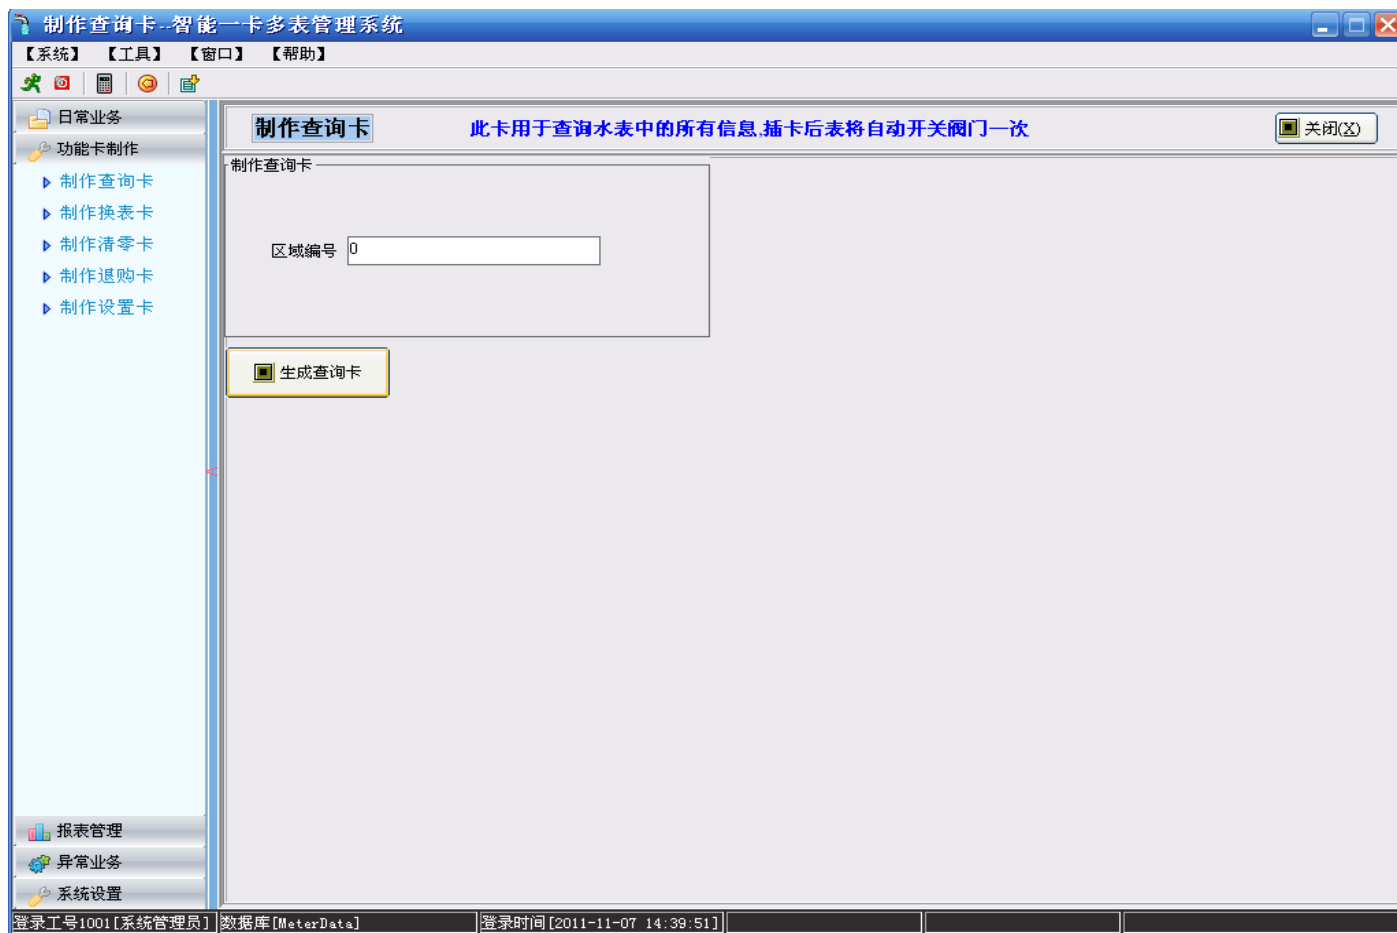 制作查询卡--智能一卡多表管理系统
【系统】 【工具】 【窗口】 【帮助】
日常业务
功能卡制作
制作查询卡
制作换表卡
制作清零卡
制作退购卡
制作设置卡
制作查询卡 此卡用于查询水表中的所有信息,插卡后表将自动开关阀门一次 关闭(X)
制作查询卡
区域编号 0
生成查询卡
<
报表管理
异常业务
系统设置
登录工号1001[系统管理员] 数据库[MeterData] 登录时间[2011-11-07 14:39:51]